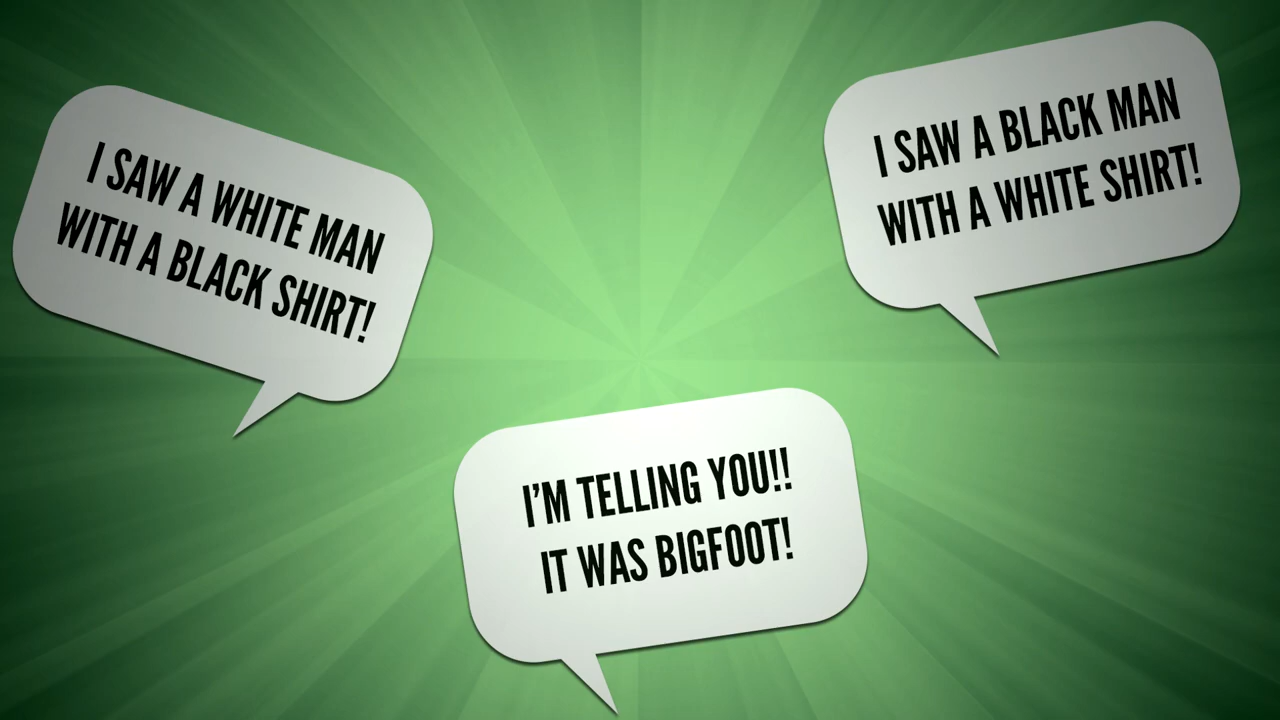 I SAW A WHITE MAN
WITH A BLACK SHIRT!
I SAW A BLACK MAN
WITH A WHITE SHIRT!
I'M TELLING YOU!!
IT WAS BIGFOOT!